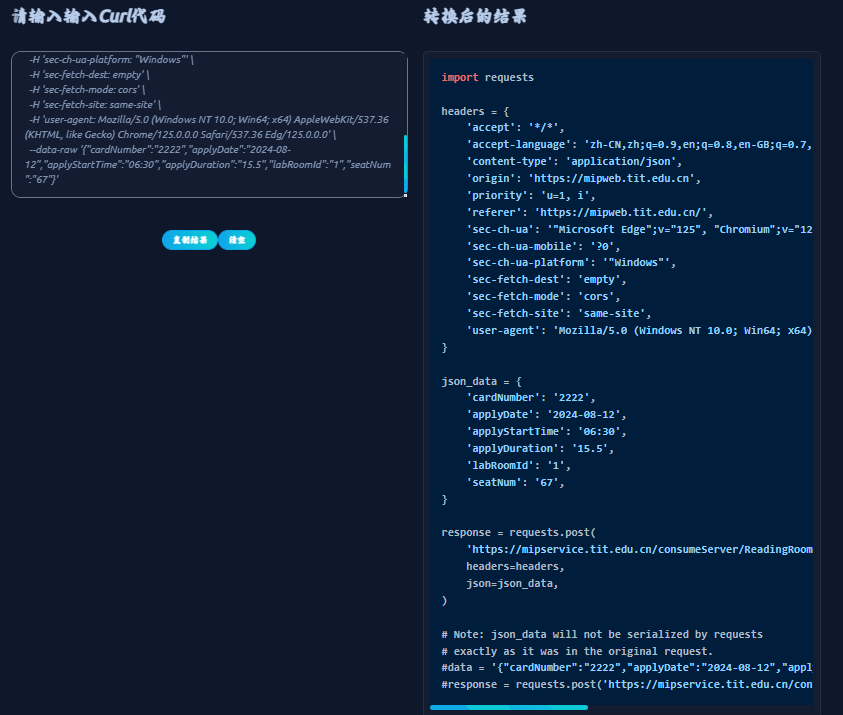 请输入输入Curl代码
-H 'sec-ch-ua-platform: "Windows"' \
-H 'sec-fetch-dest: empty' \
-H 'sec-fetch-mode: cors' \
-H 'sec-fetch-site: same-site' \
-H 'user-agent: Mozilla/5.0 (Windows NT 10.0; Win64; x64) AppleWebKit/537.36
(KHTML, like Gecko) Chrome/125.0.0.0 Safari/537.36 Edg/125.0.0.0' \
--data-raw '{"cardNumber":"2222","applyDate":"2024-08-
12","applyStartTime":"06:30","applyDuration":"15.5","labRoomId":"1","seatNum
":"67"}'
复制结果 清空
转换后的结果
import requests
headers = {
'accept': '*/*',
'accept-language': 'zh-CN,zh;q=0.9,en;q=0.8,en-GB;q=0.7,
'content-type': 'application/json',
'origin': 'https://mipweb.tit.edu.cn',
'priority': 'u=1, i',
'referer': 'https://mipweb.tit.edu.cn/',
'sec-ch-ua': '"Microsoft Edge";v="125", "Chromium";v="12
'sec-ch-ua-mobile': '?0',
'sec-ch-ua-platform': '"Windows"',
'sec-fetch-dest': 'empty',
'sec-fetch-mode': 'cors',
'sec-fetch-site': 'same-site',
'user-agent': 'Mozilla/5.0 (Windows NT 10.0; Win64; x64)
}
json_data = {
'cardNumber': '2222',
'applyDate': '2024-08-12',
'applyStartTime': '06:30',
'applyDuration': '15.5',
'labRoomId': '1',
'seatNum': '67',
}
response = requests.post(
'https://mipservice.tit.edu.cn/consumeServer/ReadingRoom
headers=headers,
json=json_data,
)
# Note: json_data will not be serialized by requests
# exactly as it was in the original request.
#data = '{"cardNumber":"2222","applyDate":"2024-08-12","appl
#response = requests.post('https://mipservice.tit.edu.cn/con